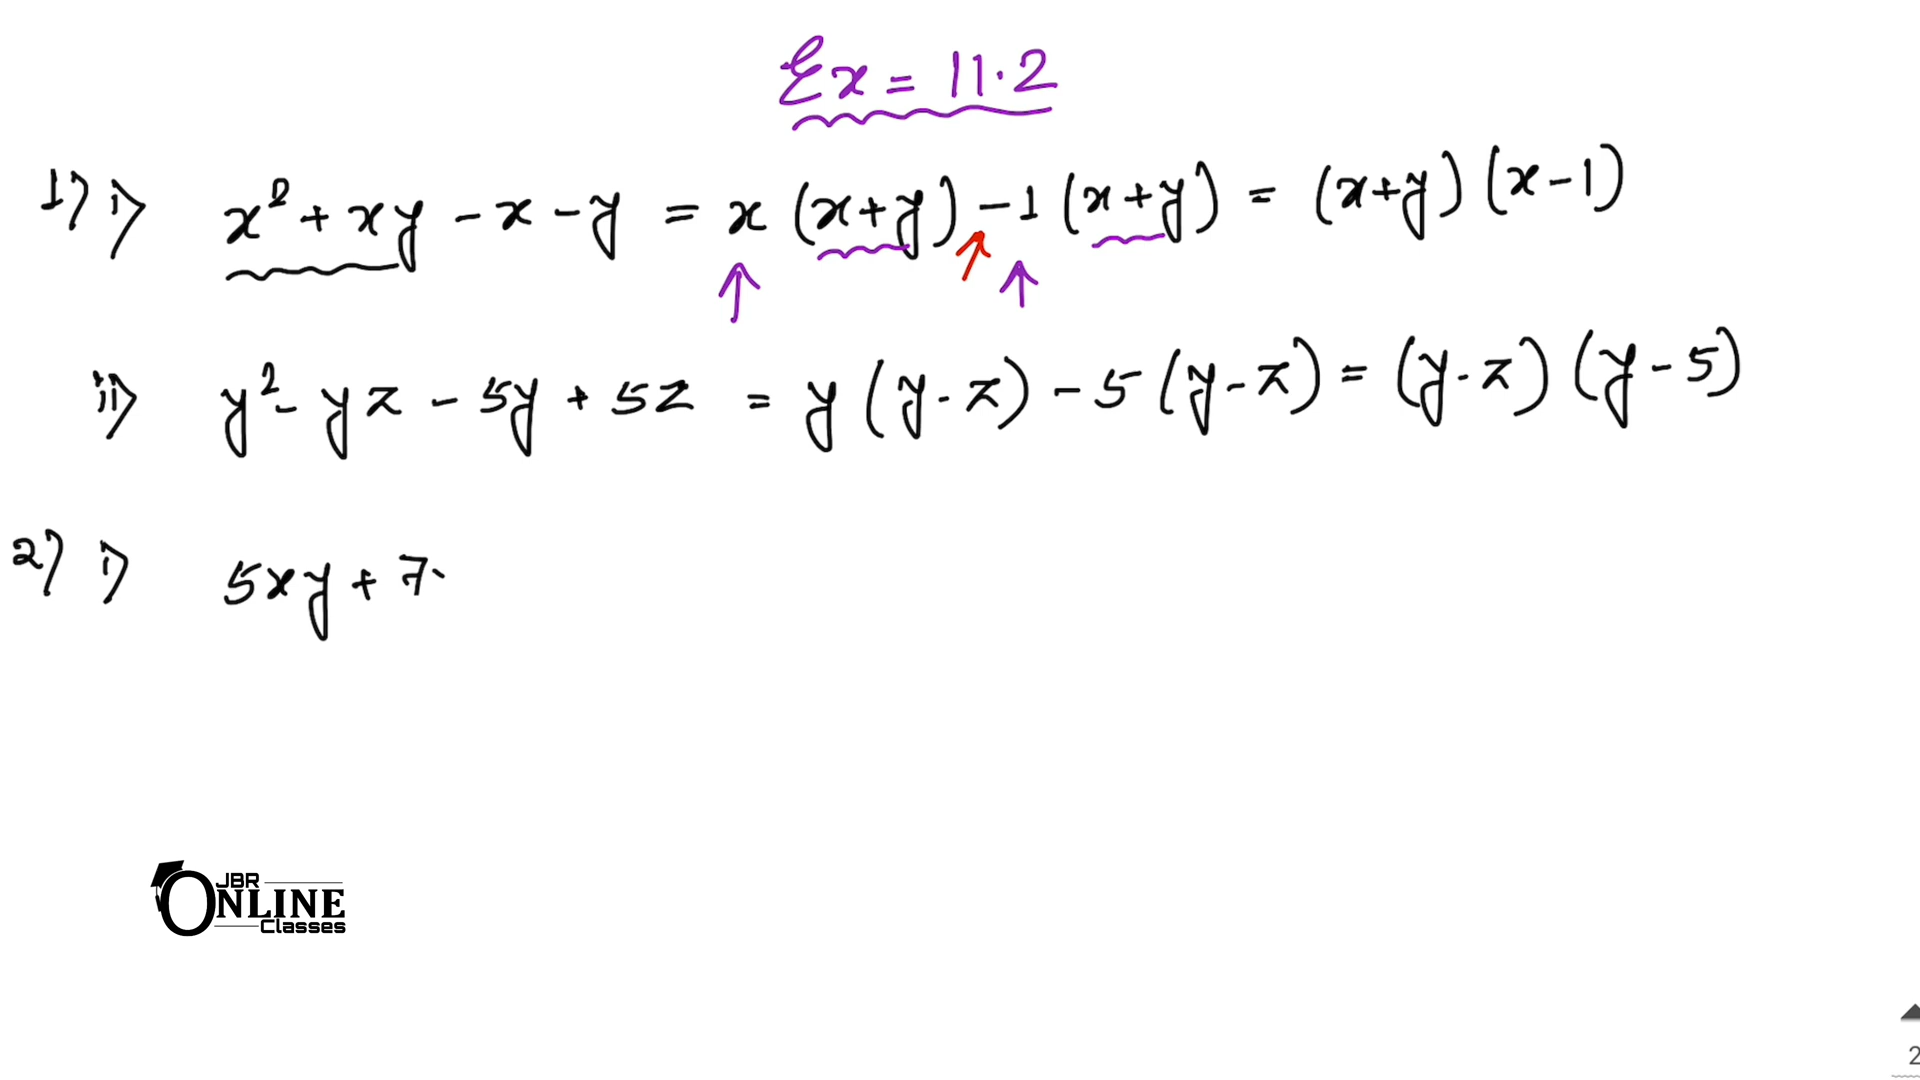 Ex = 11.2
1) i) x² + xy - x - y = x (x+y) -1 (x+y) = (x+y) (x-1)
ii) y² - yz - 5y + 5z = y (y-z) - 5 (y-z) = (y-z) (y-5)
2) i) 5xy + 7
JBR
ONLINE
Classes
2